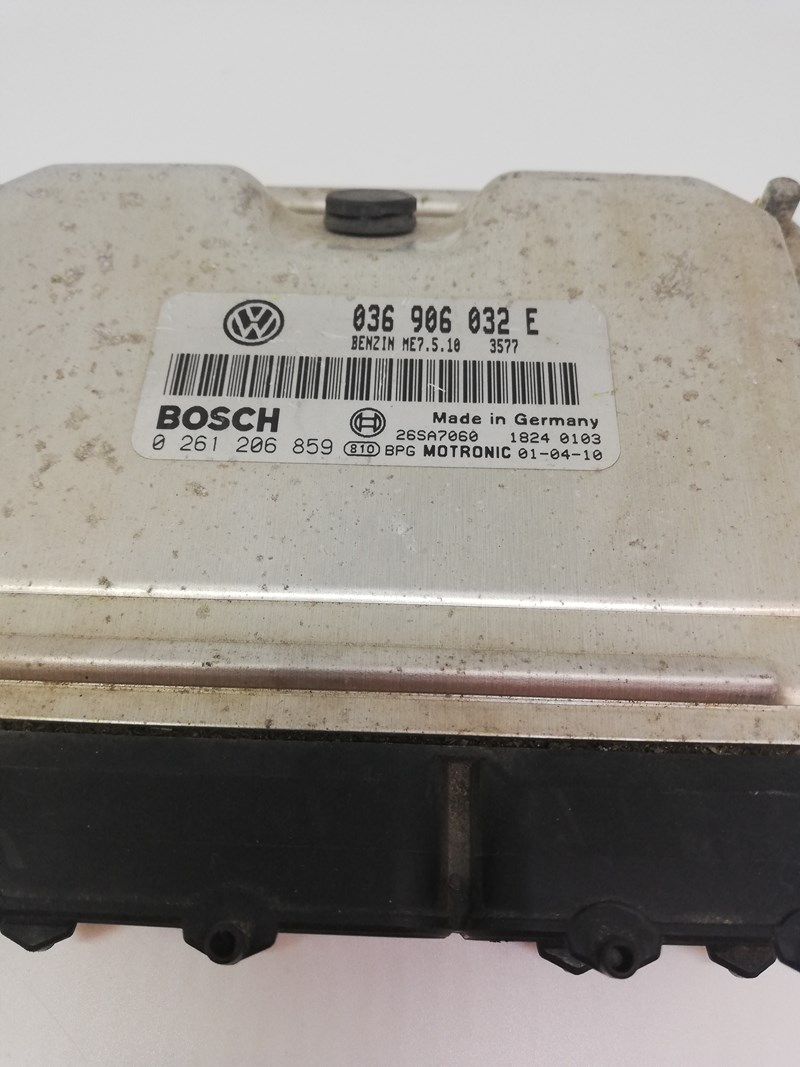 036 906 032 E
BENZIN ME7.5.10 3577
BOSCH Made in Germany
26SA7060 1824 0103
0 261 206 859 810 BPG MOTRONIC 01-04-10